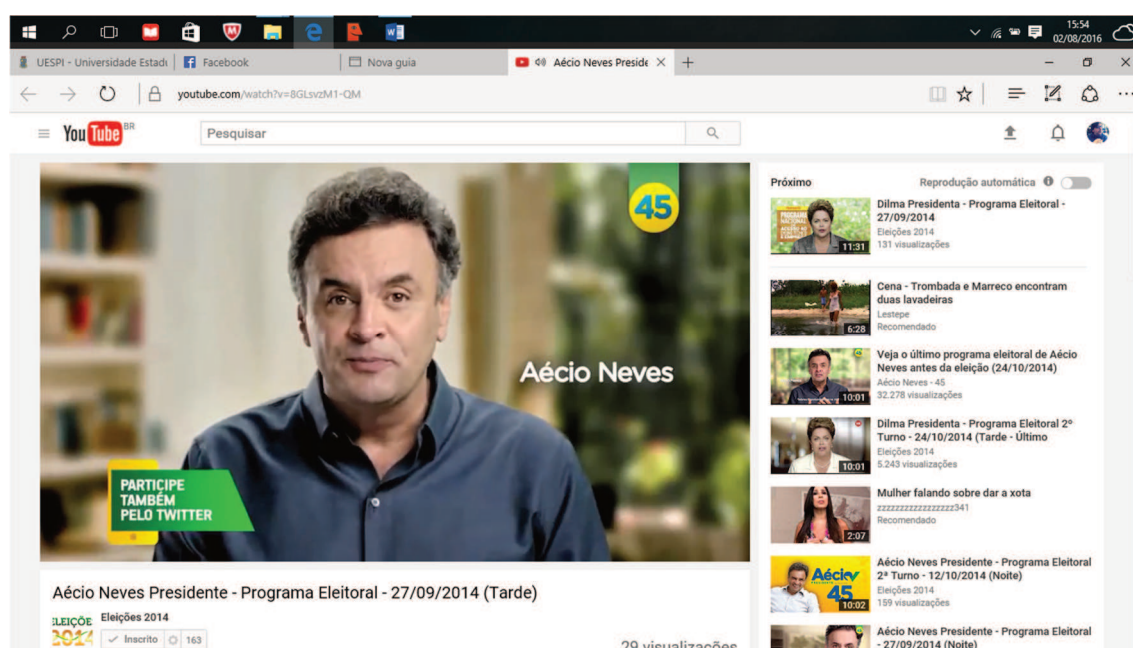 15:54
02/08/2016
UESPI - Universidade Estadu
Facebook
Nova guia
Aécio Neves Preside
youtube.com/watch?v=8GLsvzM1-QM
YouTube BR
Pesquisar
45
Aécio Neves
PARTICIPE
TAMBÉM
PELO TWITTER
Aécio Neves Presidente - Programa Eleitoral - 27/09/2014 (Tarde)
Eleições 2014
Inscrito 163
29 visualizações
Próximo
Reprodução automática
Dilma Presidenta - Programa Eleitoral -
27/09/2014
Eleições 2014
131 visualizações
11:31
Cena - Trombada e Marreco encontram
duas lavadeiras
Lestepe
Recomendado
6:28
Veja o último programa eleitoral de Aécio
Neves antes da eleição (24/10/2014)
Aécio Neves - 45
32.278 visualizações
10:01
Dilma Presidenta - Programa Eleitoral 2º
Turno - 24/10/2014 (Tarde - Último
Eleições 2014
5.243 visualizações
10:01
Mulher falando sobre dar a xota
zzzzzzzzzzzzzzzzz341
Recomendado
2:07
Aécio Neves Presidente - Programa Eleitoral
2ª Turno - 12/10/2014 (Noite)
Eleições 2014
159 visualizações
Aécio
45
10:02
Aécio Neves Presidente - Programa Eleitoral
- 27/09/2014 (Noite)